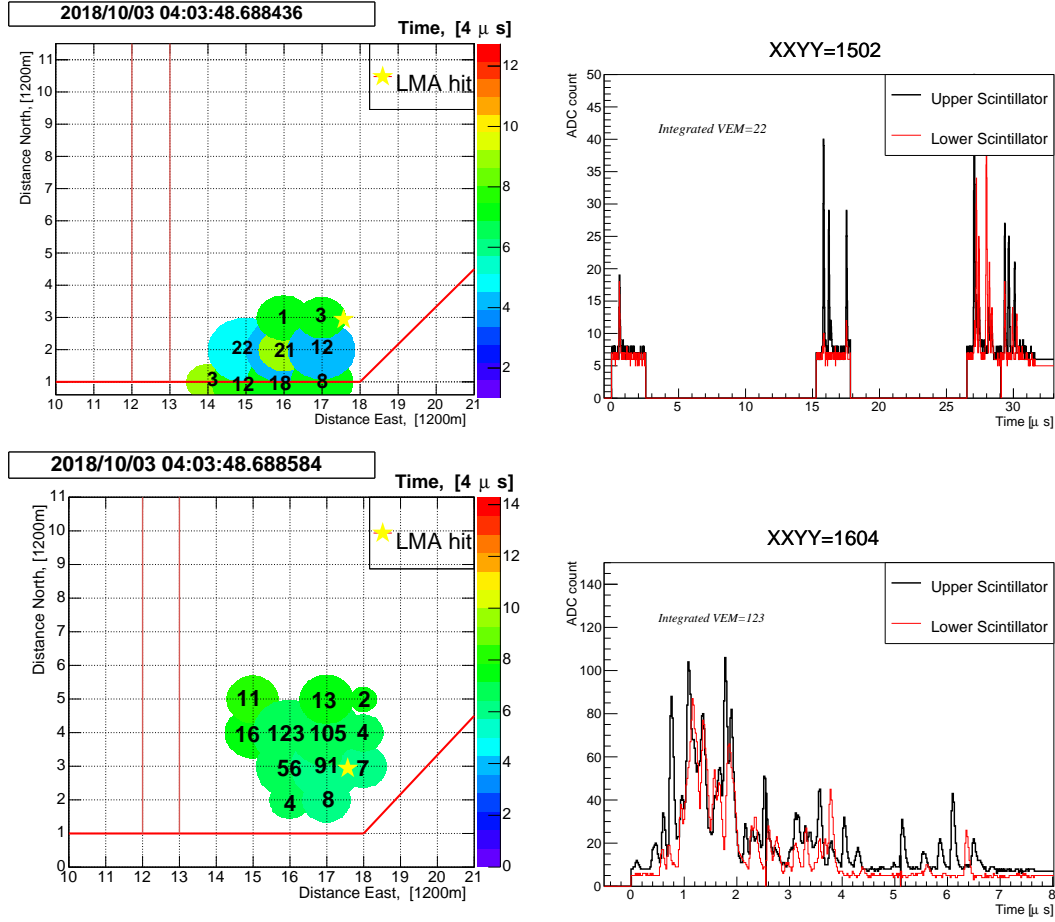 2018/10/03 04:03:48.688436
Time, [4 μ s]
LMA hit
Distance North, [1200m]
11
10
9
8
7
6
5
4
3
2
1
1 3
22 21 12
3 12 18 8
10 11 12 13 14 15 16 17 18 19 20 21
Distance East, [1200m]
12
10
8
6
4
2
XXYY=1502
ADC count
Integrated VEM=22
Upper Scintillator
Lower Scintillator
50
45
40
35
30
25
20
15
10
5
0
0 5 10 15 20 25 30
Time [μ s]
2018/10/03 04:03:48.688584
Time, [4 μ s]
LMA hit
Distance North, [1200m]
11
10
9
8
7
6
5
4
3
2
1
0
11 13 2
16 123 105 4
56 91 7
4 8
10 11 12 13 14 15 16 17 18 19 20 21
Distance East, [1200m]
14
12
10
8
6
4
2
0
XXYY=1604
ADC count
Integrated VEM=123
Upper Scintillator
Lower Scintillator
140
120
100
80
60
40
20
0
0 1 2 3 4 5 6 7 8
Time [μ s]